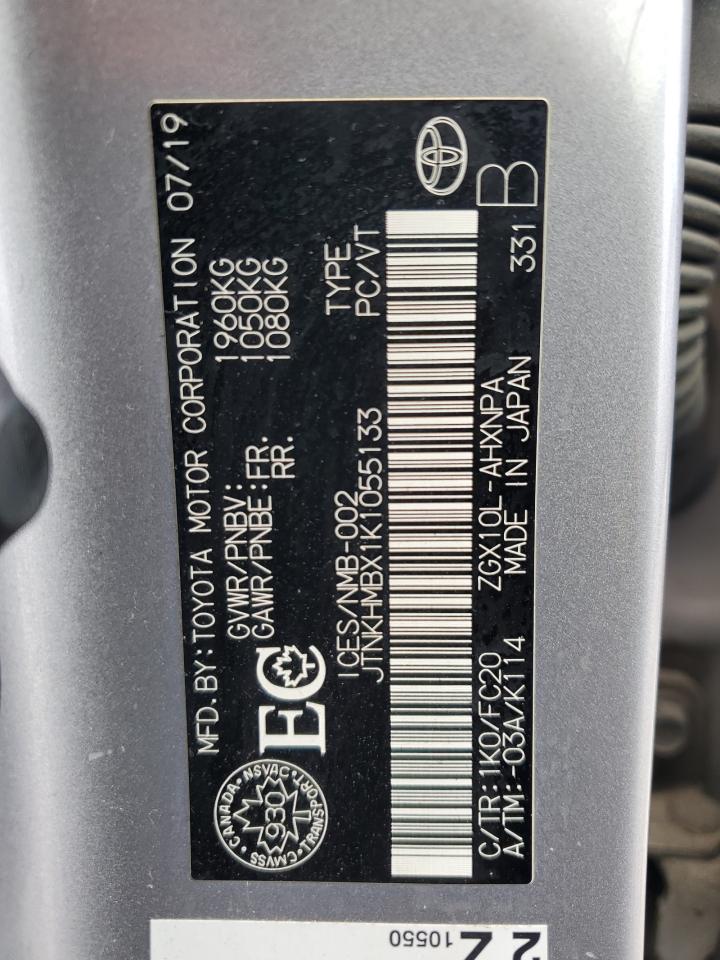 MFD. BY: TOYOTA MOTOR CORPORATION 07/19
GVWR/PNBV: 1960KG
GAWR/PNBE: FR. 1050KG
RR. 1080KG
CANADA • NSVAC • TRANSPORT • CMVSS
930
EC
ICES/NMB-002 TYPE
JTNKHMBX1K1055133 PC/VT
C/TR: 1K0/FC20 ZGX10L-AHXNPA
A/TM: -03A/K114 MADE IN JAPAN 331 B
10550